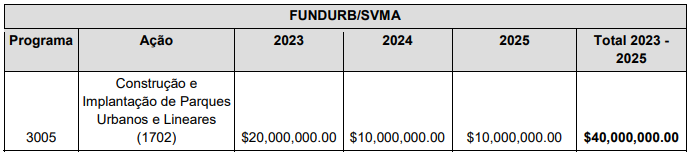 FUNDURB/SVMA
Programa Ação 2023 2024 2025 Total 2023 -
2025
Construção e
Implantação de Parques
Urbanos e Lineares
3005 (1702) $20,000,000.00 $10,000,000.00 $10,000,000.00 $40,000,000.00